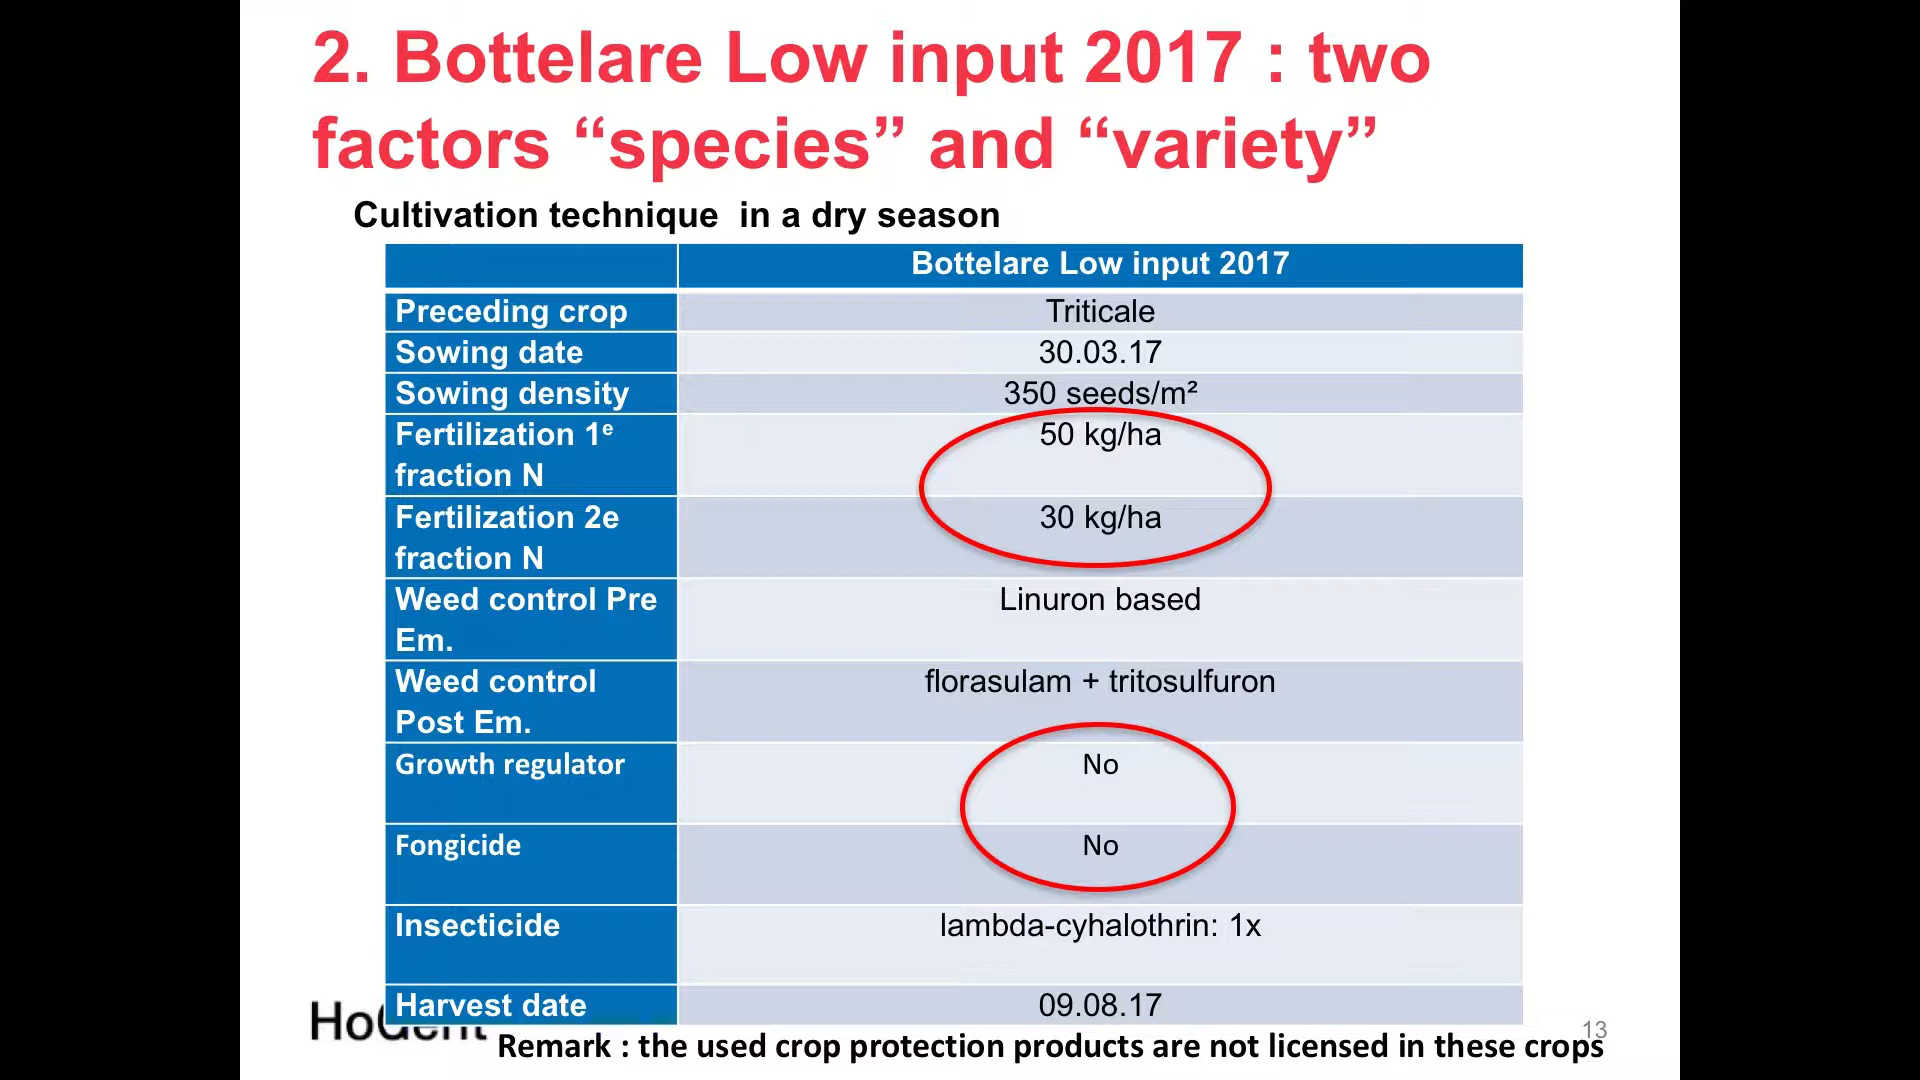 2. Bottelare Low input 2017 : two
factors “species” and “variety”
Cultivation technique in a dry season
Bottelare Low input 2017
Preceding crop Triticale
Sowing date 30.03.17
Sowing density 350 seeds/m²
Fertilization 1ᵉ 50 kg/ha
fraction N
Fertilization 2e 30 kg/ha
fraction N
Weed control Pre Linuron based
Em.
Weed control florasulam + tritosulfuron
Post Em.
Growth regulator No
Fongicide No
Insecticide lambda-cyhalothrin: 1x
Harvest date 09.08.17
HoGent
13
Remark : the used crop protection products are not licensed in these crops